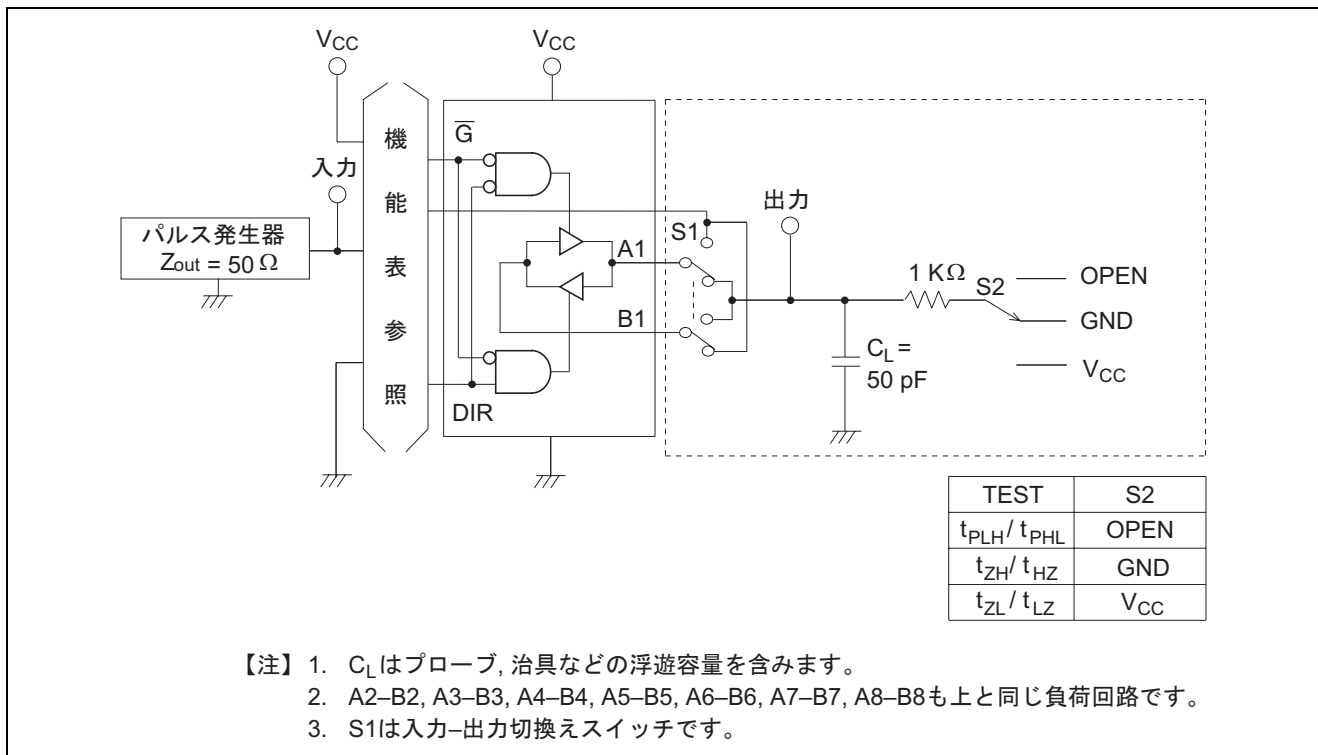 VCC
VCC
機能表参照
G
入力
出力
パルス発生器
Zout = 50 Ω
S1
A1
1 KΩ
S2
OPEN
GND
VCC
B1
CL =
50 pF
DIR
TEST S2
tPLH / tPHL OPEN
tZH / tHZ GND
tZL / tLZ VCC
【注】 1. CLはプローブ, 治具などの浮遊容量を含みます。
2. A2–B2, A3–B3, A4–B4, A5–B5, A6–B6, A7–B7, A8–B8も上と同じ負荷回路です。
3. S1は入力–出力切換えスイッチです。